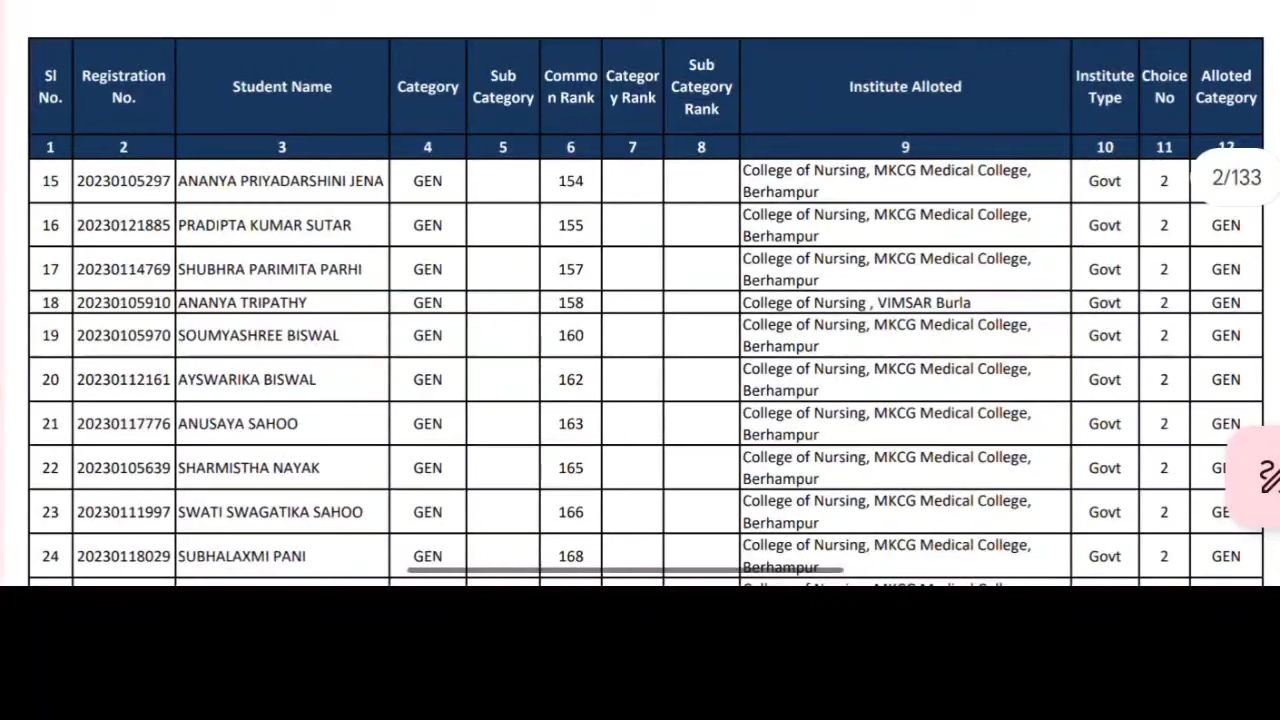 Sl No. Registration No. Student Name Category Sub Category Commo n Rank Categor y Rank Sub Category Rank Institute Alloted Institute Type Choice No Alloted Category
1 2 3 4 5 6 7 8 9 10 11 12
15 20230105297 ANANYA PRIYADARSHINI JENA GEN 154 College of Nursing, MKCG Medical College, Berhampur Govt 2
2/133
16 20230121885 PRADIPTA KUMAR SUTAR GEN 155 College of Nursing, MKCG Medical College, Berhampur Govt 2 GEN
17 20230114769 SHUBHRA PARIMITA PARHI GEN 157 College of Nursing, MKCG Medical College, Berhampur Govt 2 GEN
18 20230105910 ANANYA TRIPATHY GEN 158 College of Nursing , VIMSAR Burla Govt 2 GEN
19 20230105970 SOUMYASHREE BISWAL GEN 160 College of Nursing, MKCG Medical College, Berhampur Govt 2 GEN
20 20230112161 AYSWARIKA BISWAL GEN 162 College of Nursing, MKCG Medical College, Berhampur Govt 2 GEN
21 20230117776 ANUSAYA SAHOO GEN 163 College of Nursing, MKCG Medical College, Berhampur Govt 2 GEN
22 20230105639 SHARMISTHA NAYAK GEN 165 College of Nursing, MKCG Medical College, Berhampur Govt 2
23 20230111997 SWATI SWAGATIKA SAHOO GEN 166 College of Nursing, MKCG Medical College, Berhampur Govt 2
24 20230118029 SUBHALAXMI PANI GEN 168 College of Nursing, MKCG Medical College, Berhampur Govt 2 GEN